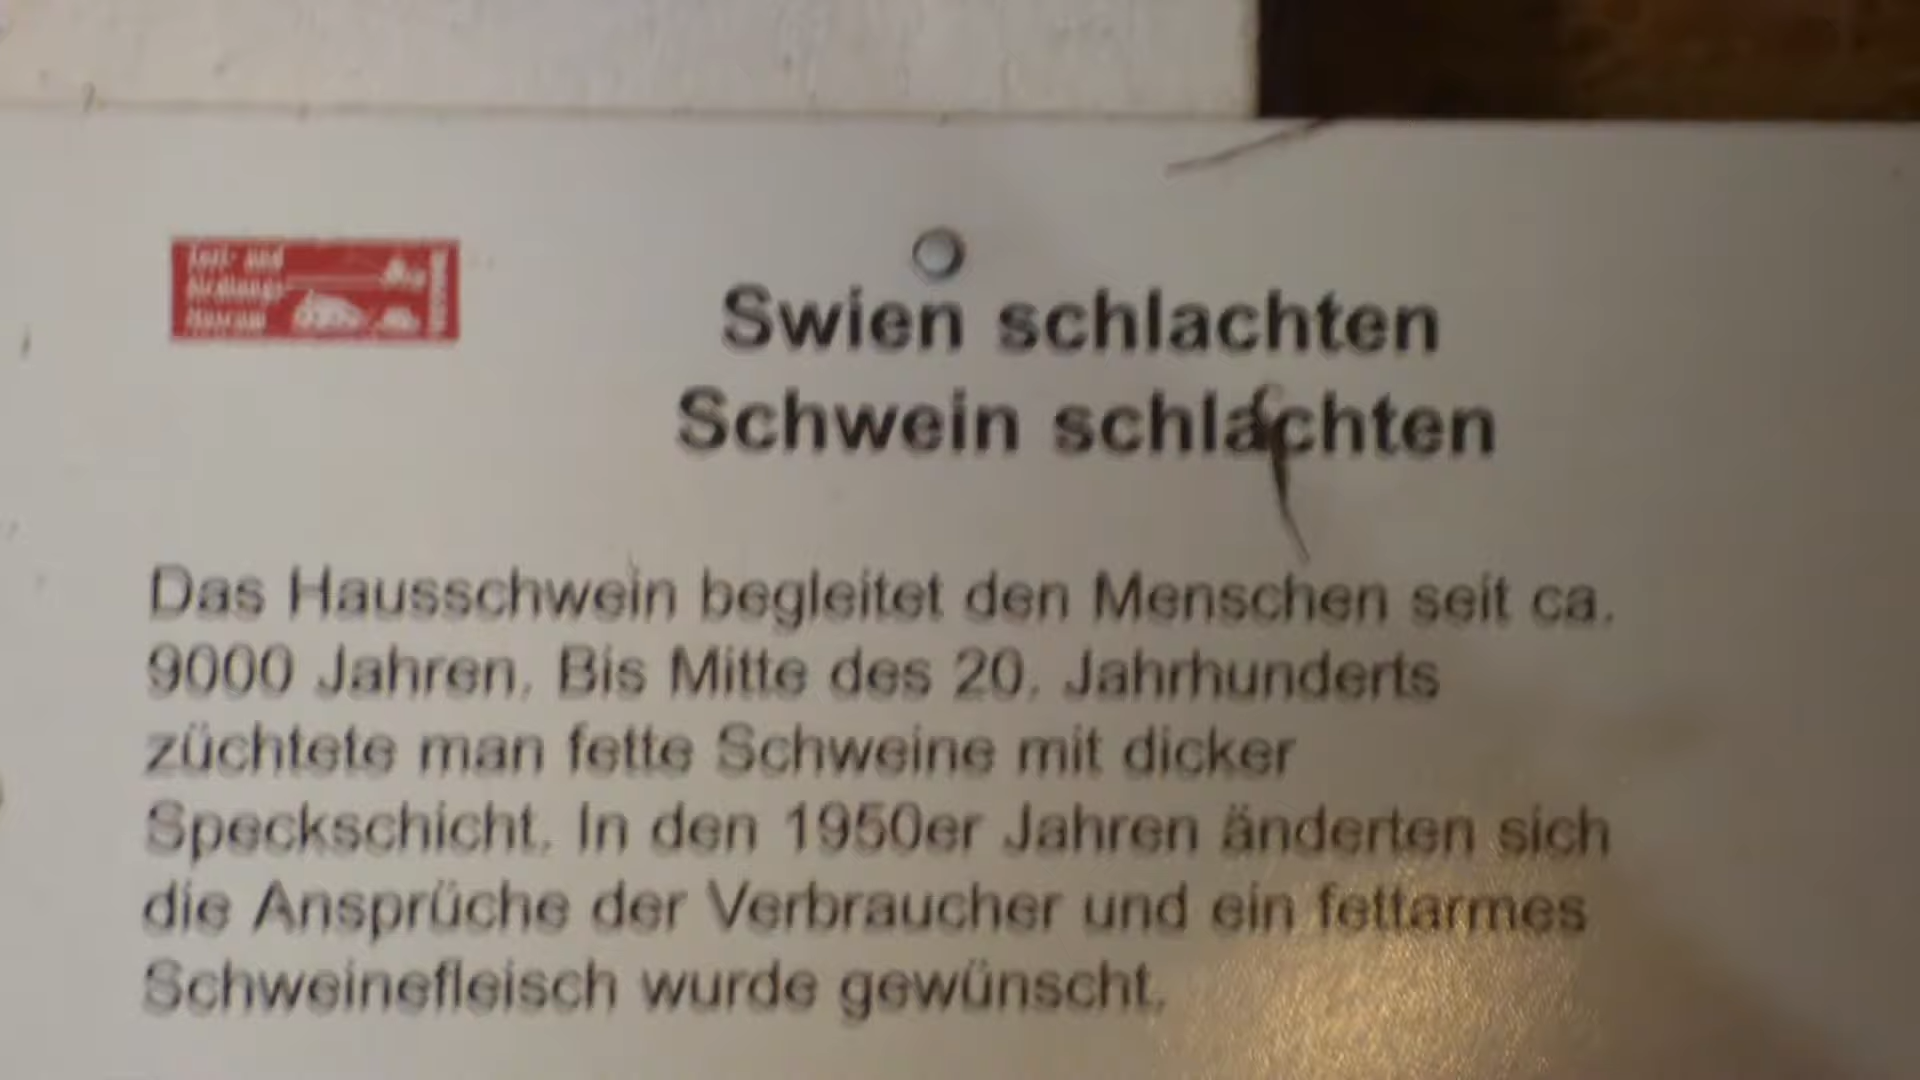 und
Museum
Swien schlachten
Schwein schlachten
Das Hausschwein begleitet den Menschen seit ca.
9000 Jahren. Bis Mitte des 20. Jahrhunderts
züchtete man fette Schweine mit dicker
Speckschicht. In den 1950er Jahren änderten sich
die Ansprüche der Verbraucher und ein fettarmes
Schweinefleisch wurde gewünscht.